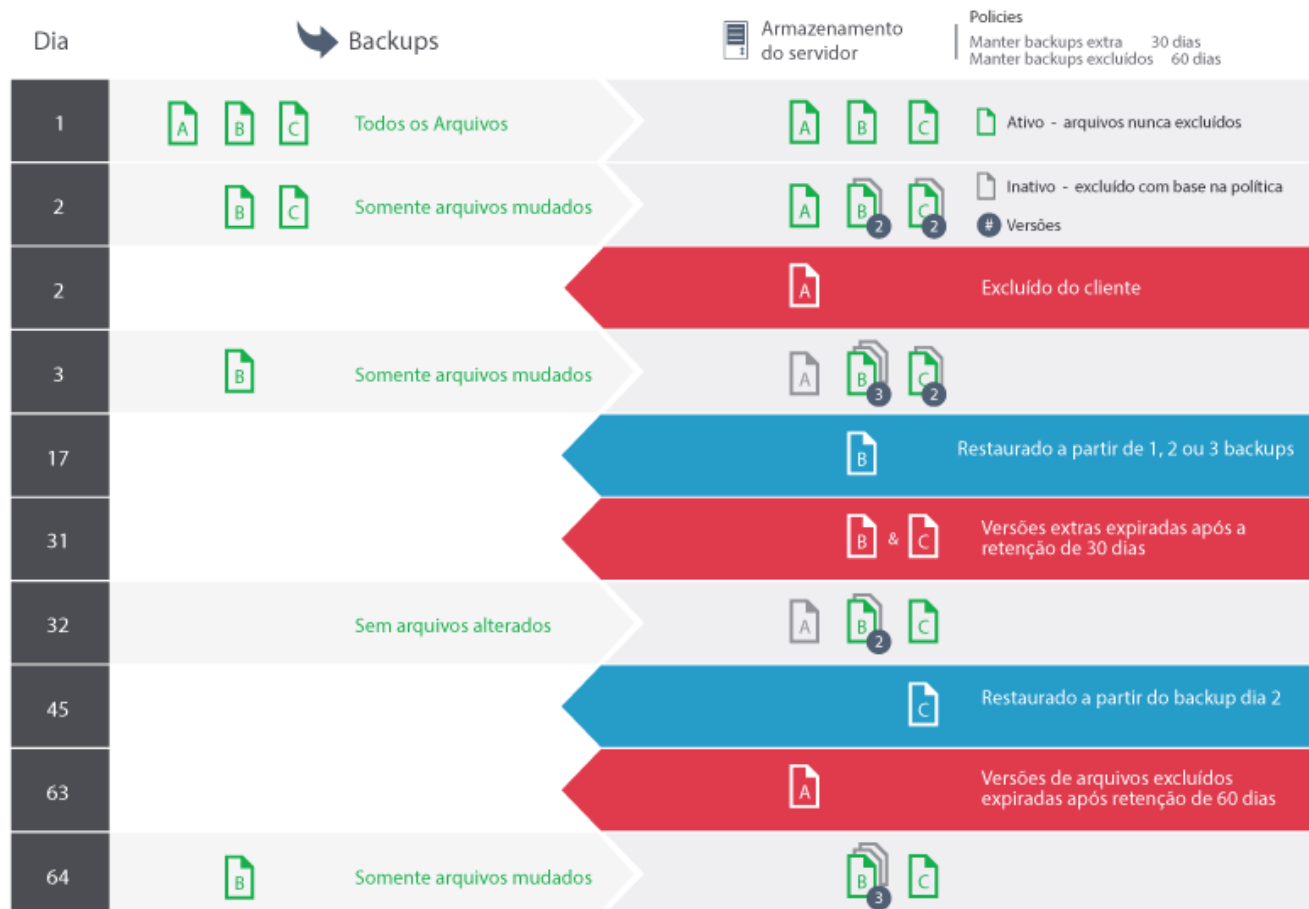 Dia
Backups
Armazenamento
do servidor
Policies
Manter backups extra 30 dias
Manter backups excluídos 60 dias
1
A B C
Todos os Arquivos
A B C
Ativo - arquivos nunca excluídos
2
B C
Somente arquivos mudados
A B 2 C 2
Inativo - excluído com base na política
# Versões
2
A
Excluído do cliente
3
B
Somente arquivos mudados
A B 3 C 2
17
B
Restaurado a partir de 1, 2 ou 3 backups
31
B & C
Versões extras expiradas após a
retenção de 30 dias
32
Sem arquivos alterados
A B 2 C
45
C
Restaurado a partir do backup dia 2
63
A
Versões de arquivos excluídos
expiradas após retenção de 60 dias
64
B
Somente arquivos mudados
B 3 C